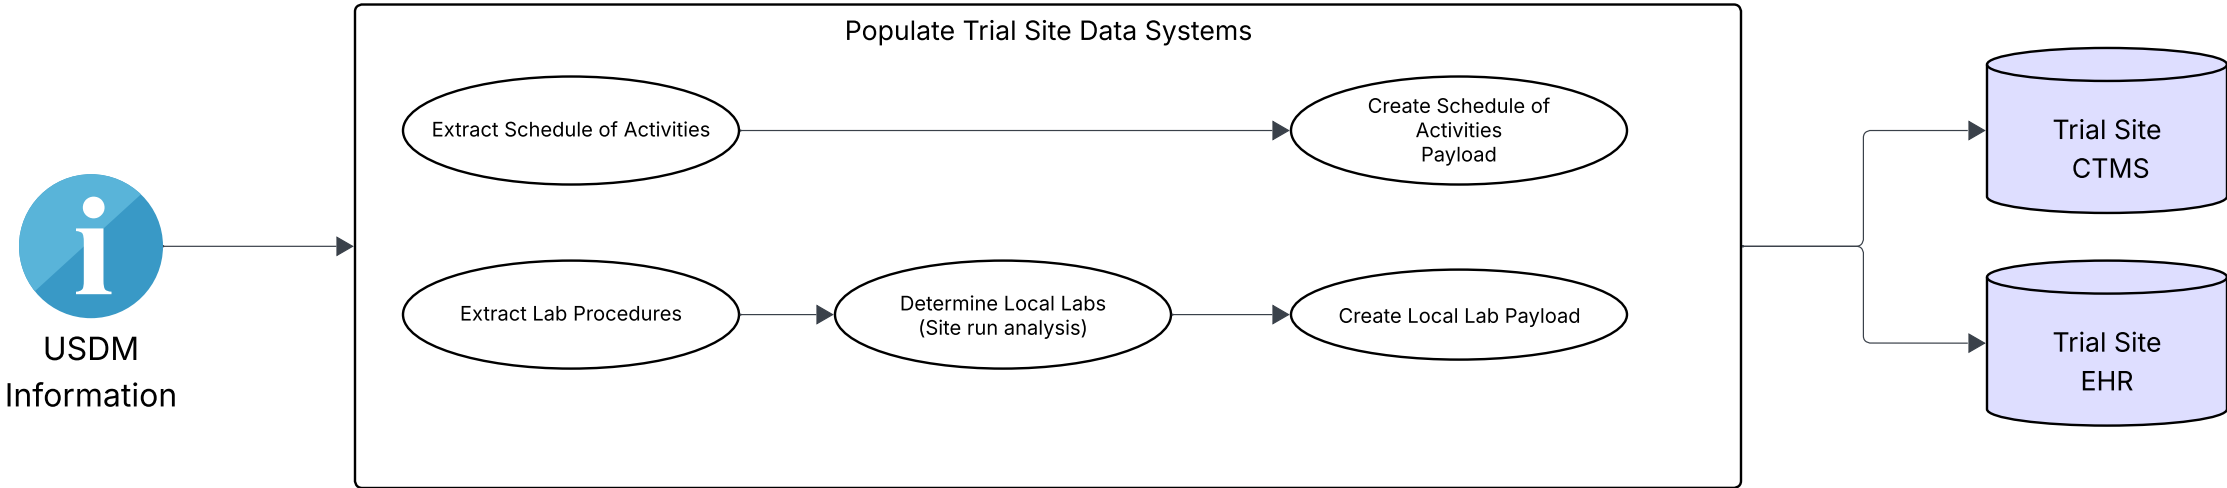 Populate Trial Site Data Systems
Extract Schedule of Activities
Create Schedule of
Activities
Payload
Extract Lab Procedures
Determine Local Labs
(Site run analysis)
Create Local Lab Payload
USDM
Information
Trial Site
CTMS
Trial Site
EHR